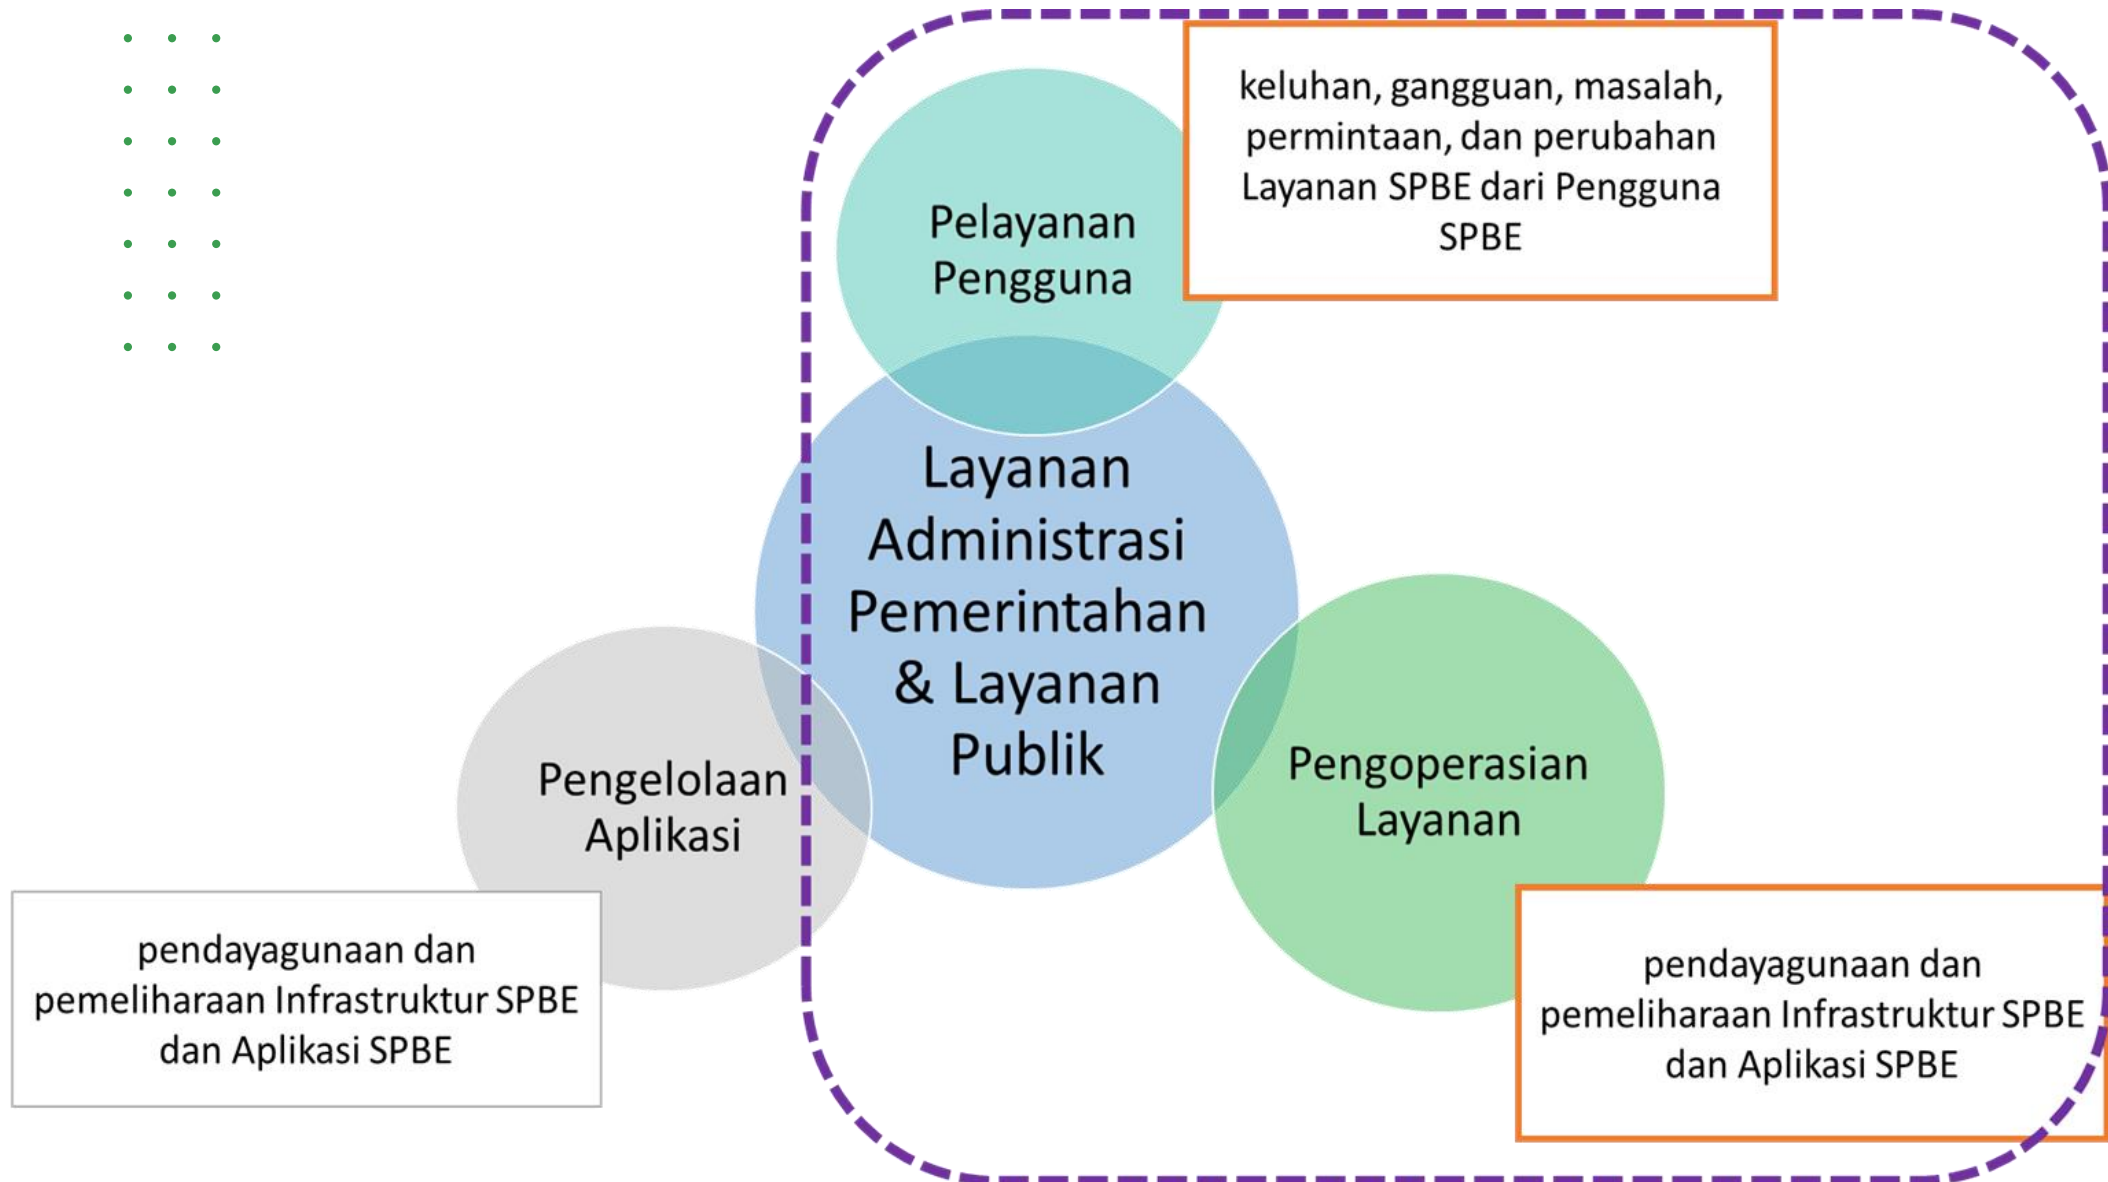 keluhan, gangguan, masalah,
permintaan, dan perubahan
Layanan SPBE dari Pengguna
SPBE
Pelayanan
Pengguna
Layanan
Administrasi
Pemerintahan
& Layanan
Publik
Pengelolaan
Aplikasi
Pengoperasian
Layanan
pendayagunaan dan
pemeliharaan Infrastruktur SPBE
dan Aplikasi SPBE
pendayagunaan dan
pemeliharaan Infrastruktur SPBE
dan Aplikasi SPBE